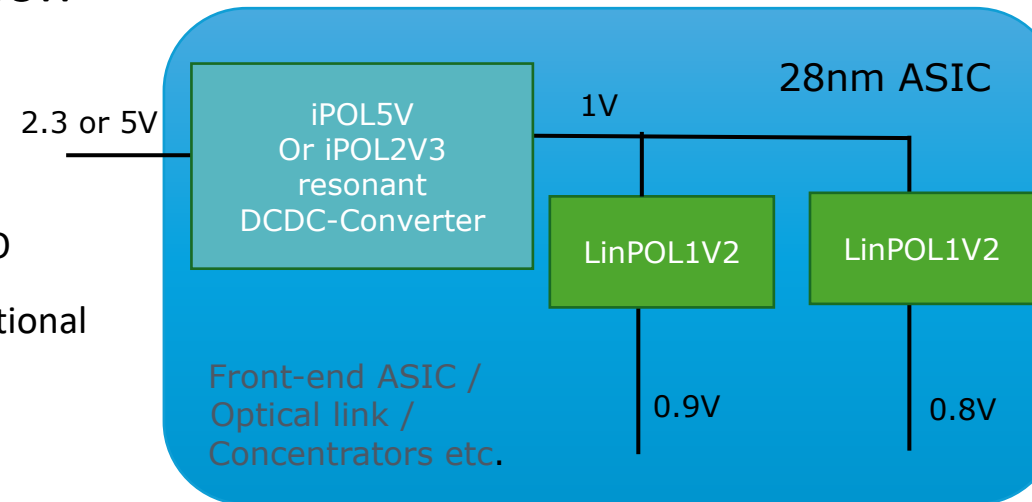 28nm ASIC
2.3 or 5V
iPOL5V
Or iPOL2V3
resonant
DCDC-Converter
1V
LinPOL1V2
LinPOL1V2
tional
Front-end ASIC /
Optical link /
Concentrators etc.
0.9V
0.8V